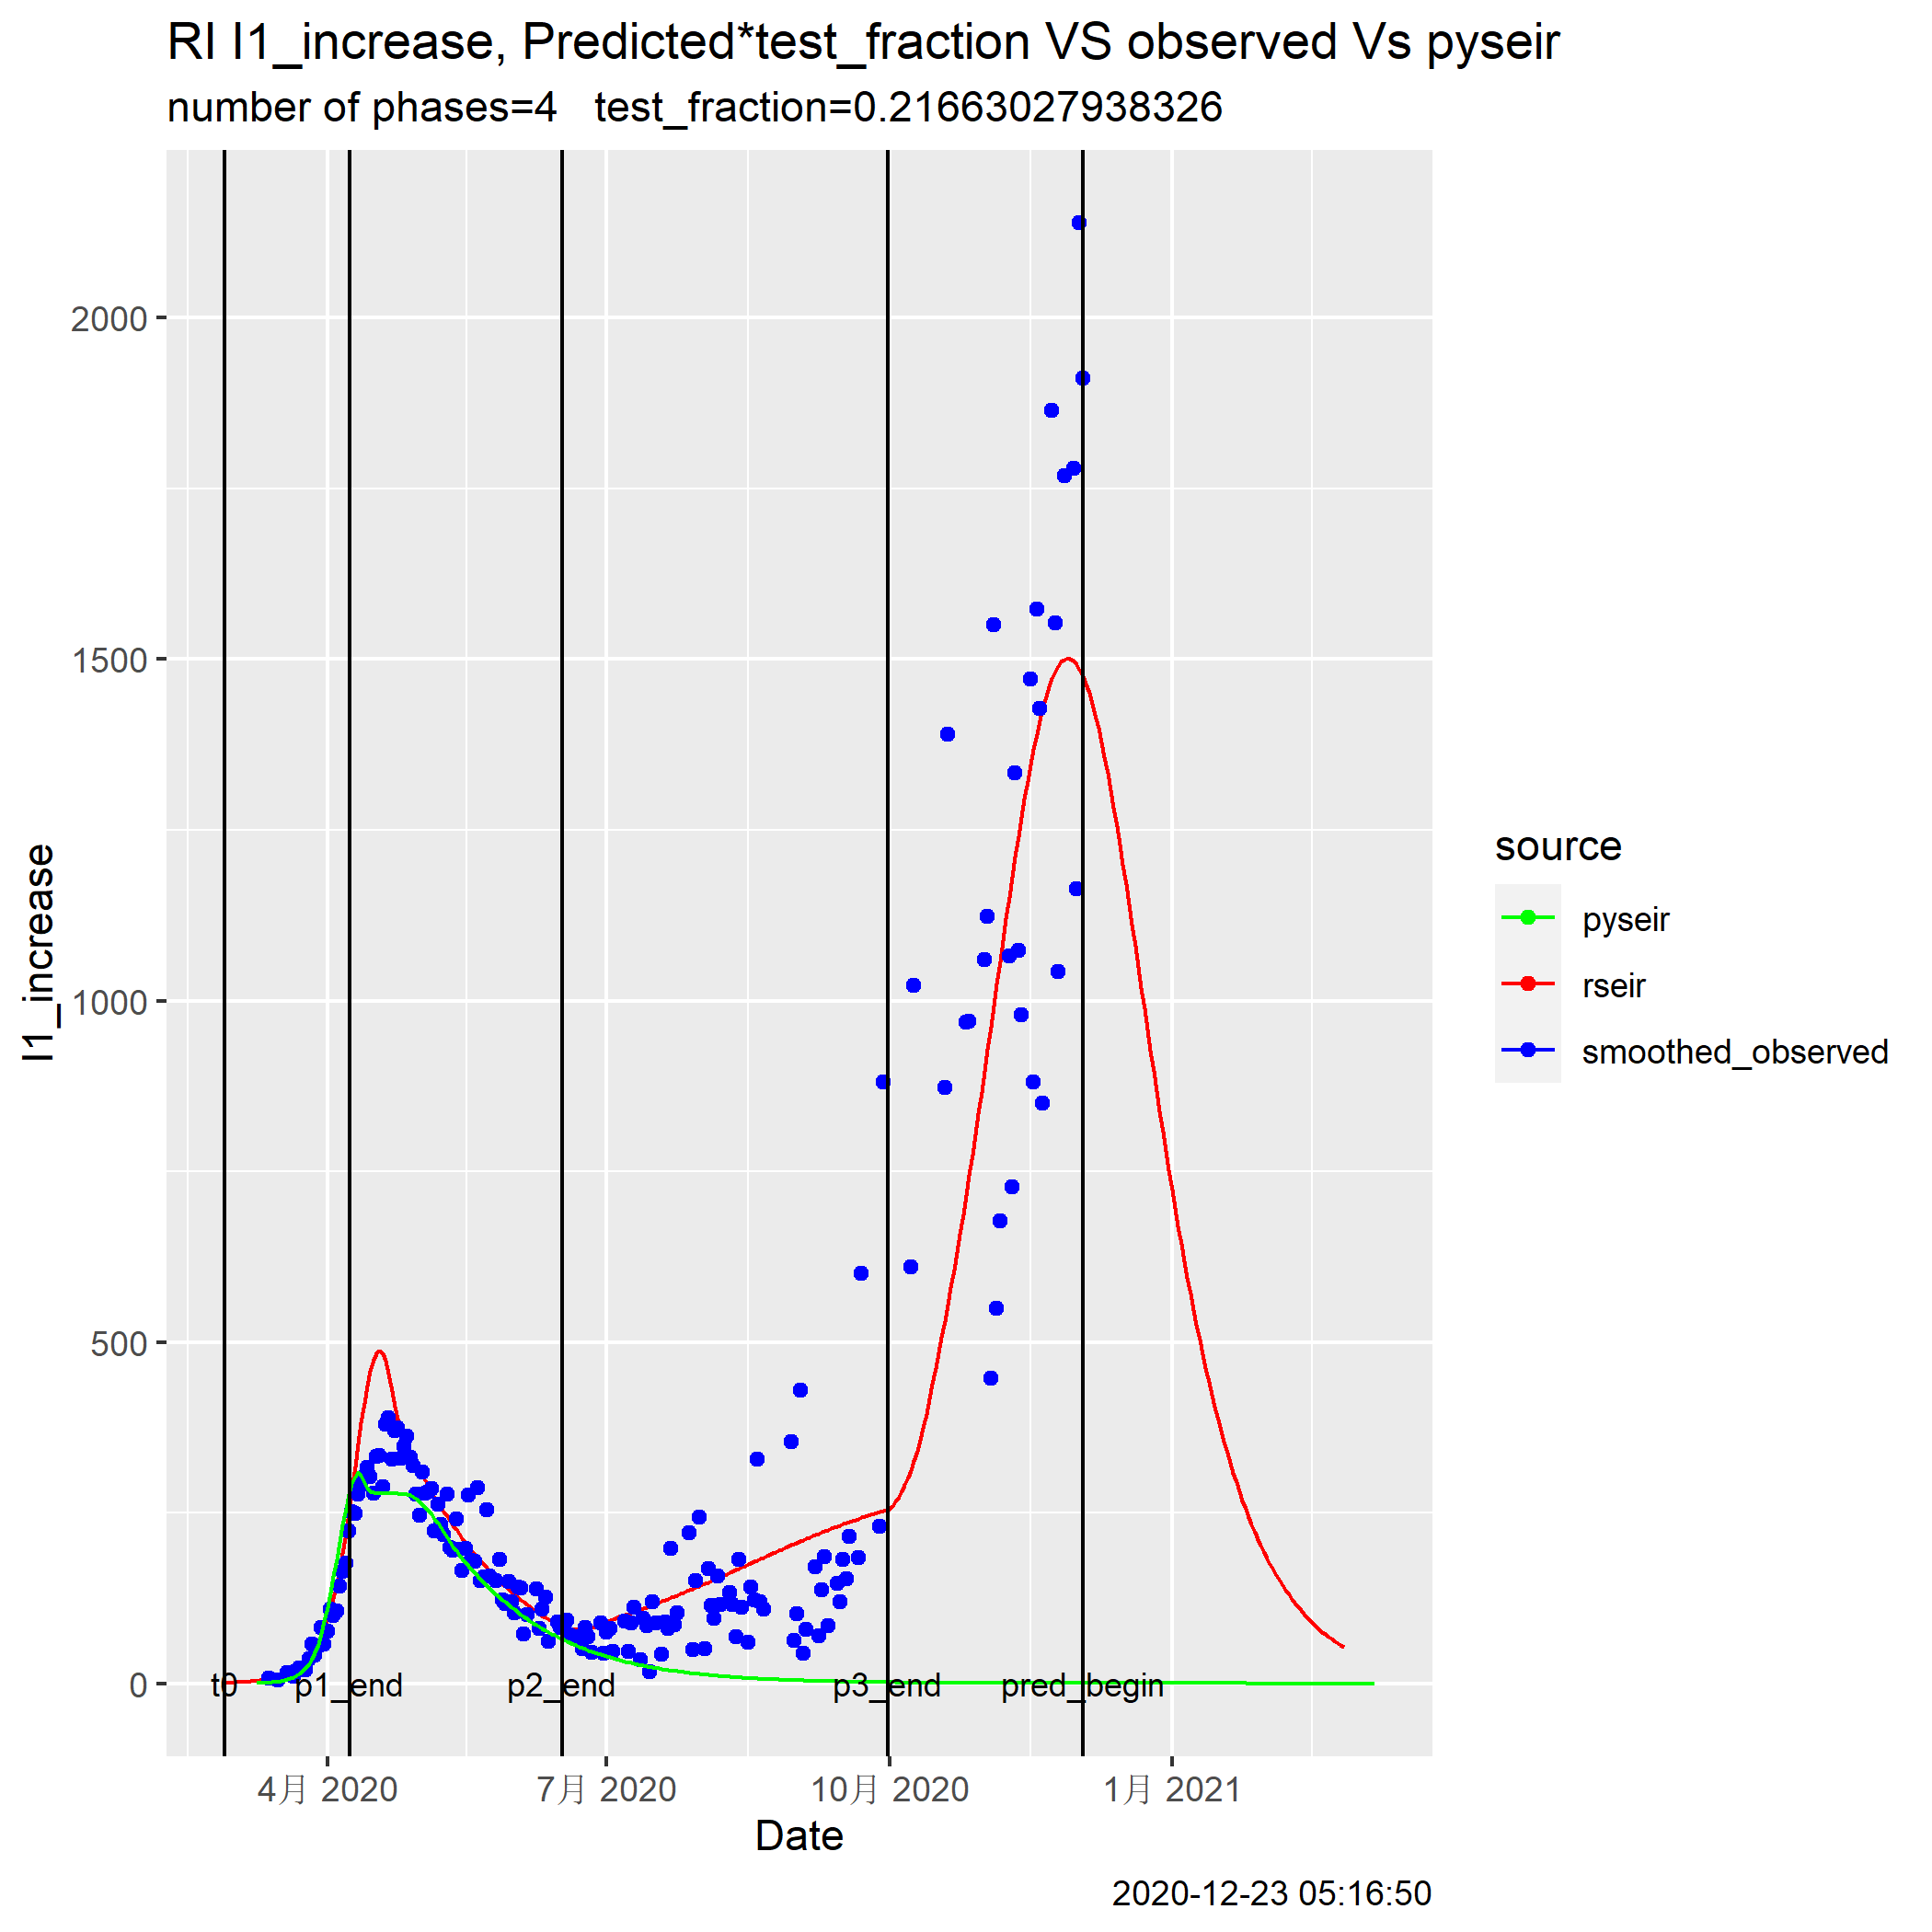 RI I1_increase, Predicted*test_fraction VS observed Vs pyseir
number of phases=4   test_fraction=0.21663027938326
2000
1500
1000
500
0
I1_increase
t0
p1_end
p2_end
p3_end
pred_begin
4月 2020
7月 2020
10月 2020
1月 2021
Date
source
pyseir
rseir
smoothed_observed
2020-12-23 05:16:50